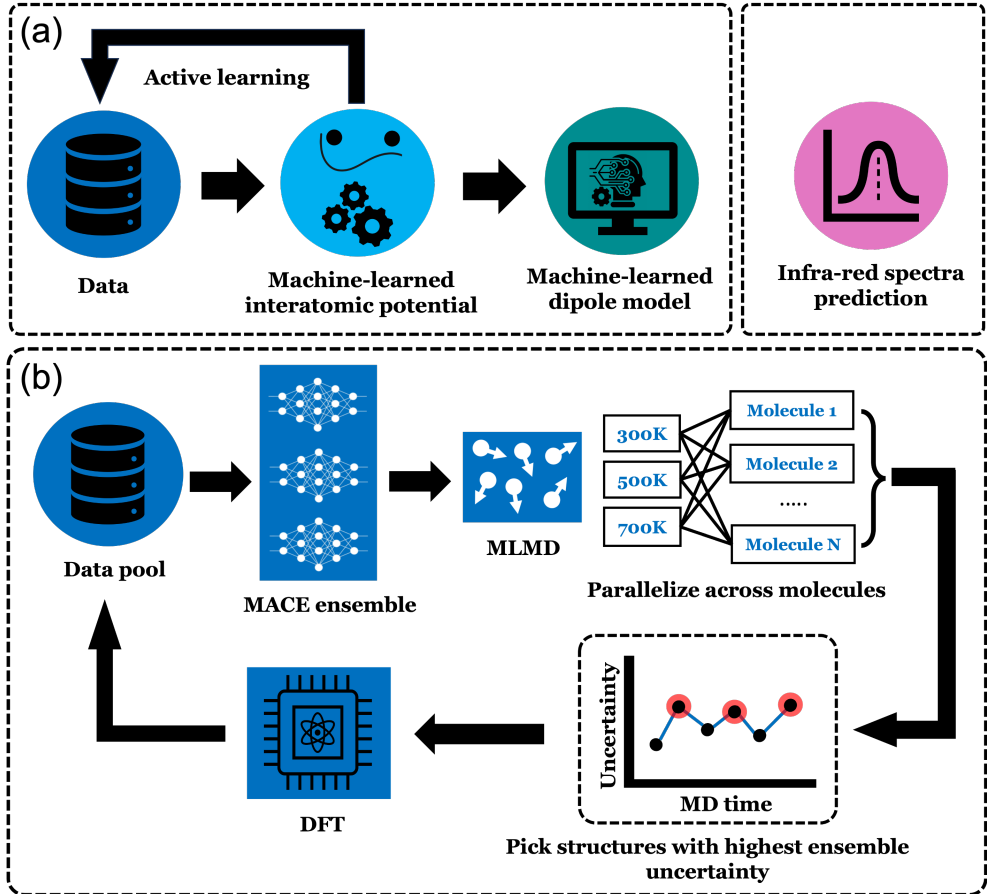 (a)
Active learning
Data
Machine-learned
interatomic potential
Machine-learned
dipole model
Infra-red spectra
prediction
(b)
Data pool
MACE ensemble
MLMD
300K
500K
700K
Molecule 1
Molecule 2
.....
Molecule N
Parallelize across molecules
Uncertainty
MD time
Pick structures with highest ensemble
uncertainty
DFT